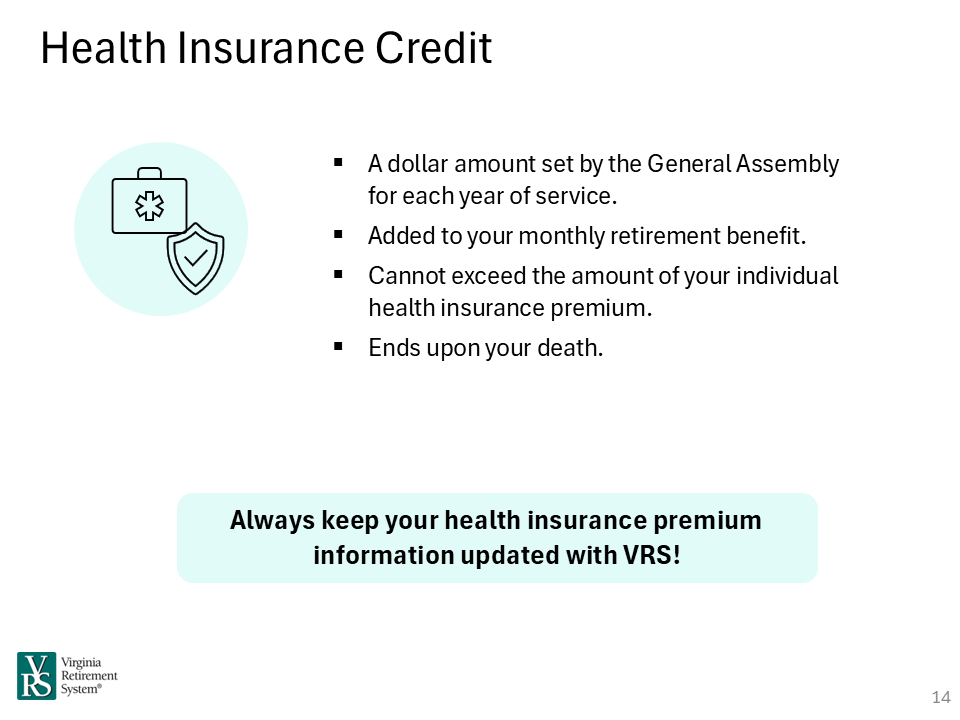 Health Insurance Credit
▪ A dollar amount set by the General Assembly
for each year of service.
▪ Added to your monthly retirement benefit.
▪ Cannot exceed the amount of your individual
health insurance premium.
▪ Ends upon your death.
Always keep your health insurance premium
information updated with VRS!
VRS
Virginia
Retirement
System®
14